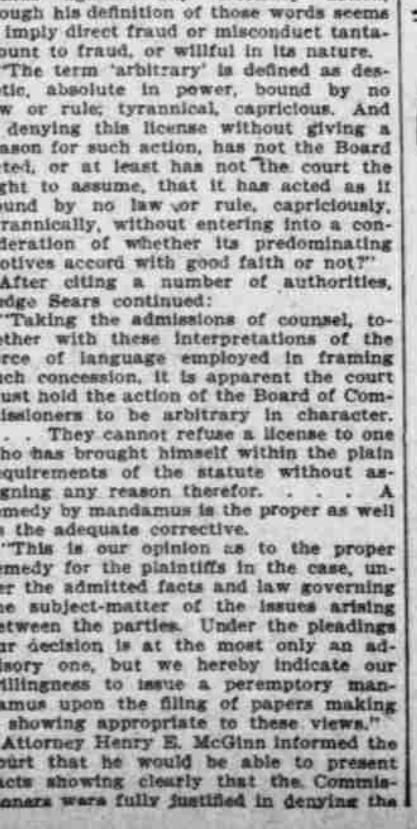 ough his definition of those words seems
imply direct fraud or misconduct tanta-
ount to fraud, or willful in its nature.
"The term 'arbitrary' is defined as des-
otic, absolute in power, bound by no
w or rule; tyrannical, capricious. And
denying this license without giving a
ason for such action, has not the Board
cted, or at least has not the court the
ght to assume, that it has acted as if
ound by no law or rule, capriciously,
rannically, without entering into a con-
deration of whether its predominating
otives accord with good faith or not?"
After citing a number of authorities,
udge Sears continued:
"Taking the admissions of counsel, to-
ether with these interpretations of the
orce of language employed in framing
uch concession, it is apparent the court
ust hold the action of the Board of Com-
issioners to be arbitrary in character.
. . They cannot refuse a license to one
ho has brought himself within the plain
equirements of the statute without as-
igning any reason therefor. . . . A
emedy by mandamus is the proper as well
s the adequate corrective.
"This is our opinion as to the proper
emedy for the plaintiffs in the case, un-
er the admitted facts and law governing
he subject-matter of the issues arising
etween the parties. Under the pleadings
ur decision is at the most only an ad-
isory one, but we hereby indicate our
illingness to issue a peremptory man-
amus upon the filing of papers making
showing appropriate to these views."
Attorney Henry E. McGinn informed the
ourt that he would be able to present
acts showing clearly that the Commis-
oners were fully justified in denying the